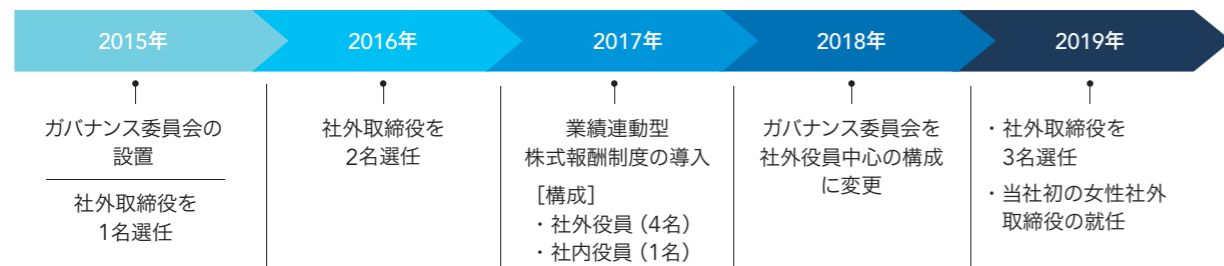 2015年
2016年
2017年
2018年
2019年
ガバナンス委員会の
設置
社外取締役を
1名選任
社外取締役を
2名選任
業績連動型
株式報酬制度の導入
［構成］
・社外役員（4名）
・社内役員（1名）
ガバナンス委員会を
社外役員中心の構成
に変更
・社外取締役を
3名選任
・当社初の女性社外
取締役の就任